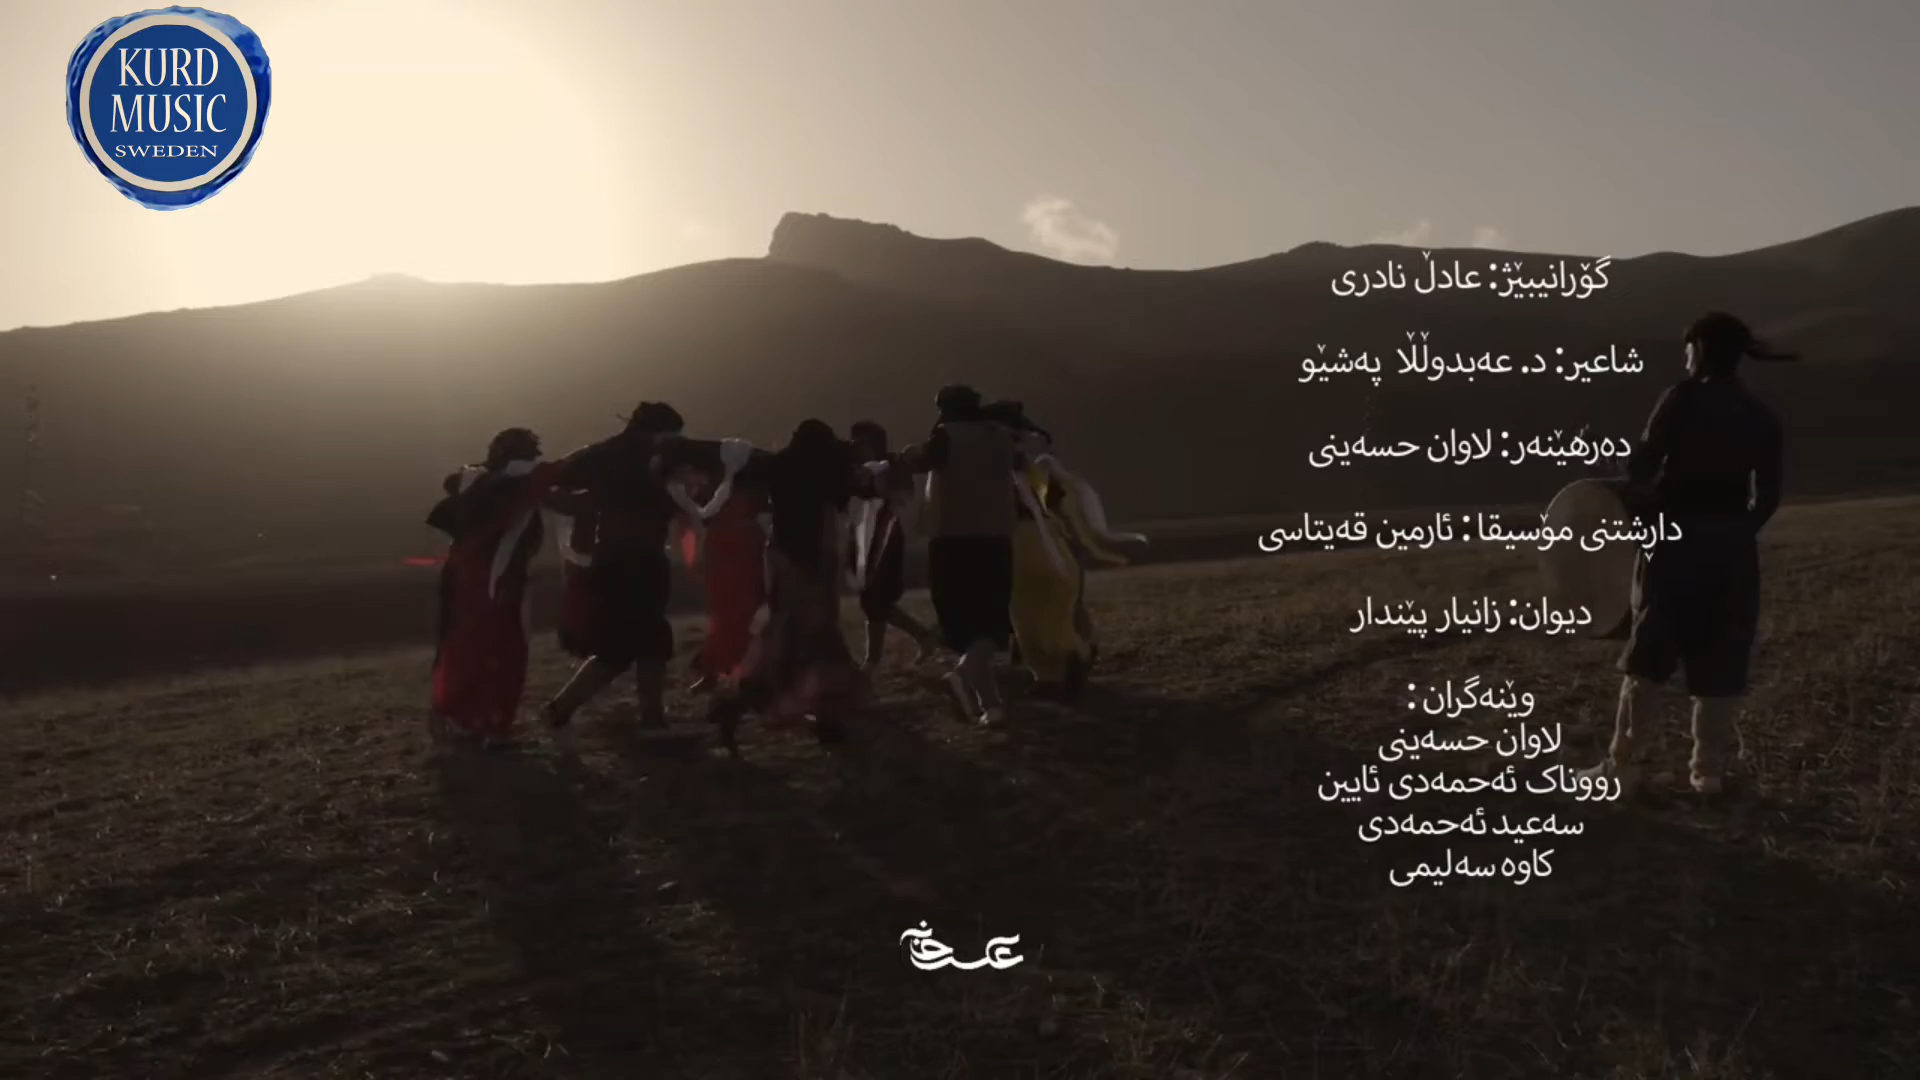 KURD
MUSIC
SWEDEN
گۆرانیبێژ: عادڵ نادری
شاعیر: د. عەبدوڵڵا پەشێو
دەرهێنەر: لاوان حسەینی
داڕشتنی مۆسیقا: ئارمین قەیتاسی
دیوان: زانیار پێندار
وێنەگران:
لاوان حسەینی
رووناک ئەحمەدی ئایین
سەعید ئەحمەدی
کاوە سەلیمی